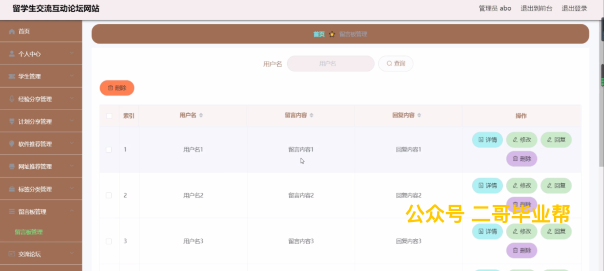 留学生交流互动论坛网站
管理员 abo 退出到前台 退出登录
首页
个人中心
学生管理
经验分享管理
计划分享管理
软件推荐管理
网址推荐管理
标签分类管理
留言板管理
留言板管理
交流论坛
首页 留言板管理
用户名 用户名 查询
删除
索引 用户名 留言内容 回复内容 操作
1 用户名1 留言内容1 回复内容1 详情 修改 回复 删除
2 用户名2 留言内容2 回复内容2 详情 修改 回复 删除
3 用户名3 留言内容3 回复内容3 详情 修改 回复 删除
公众号 二哥毕业帮